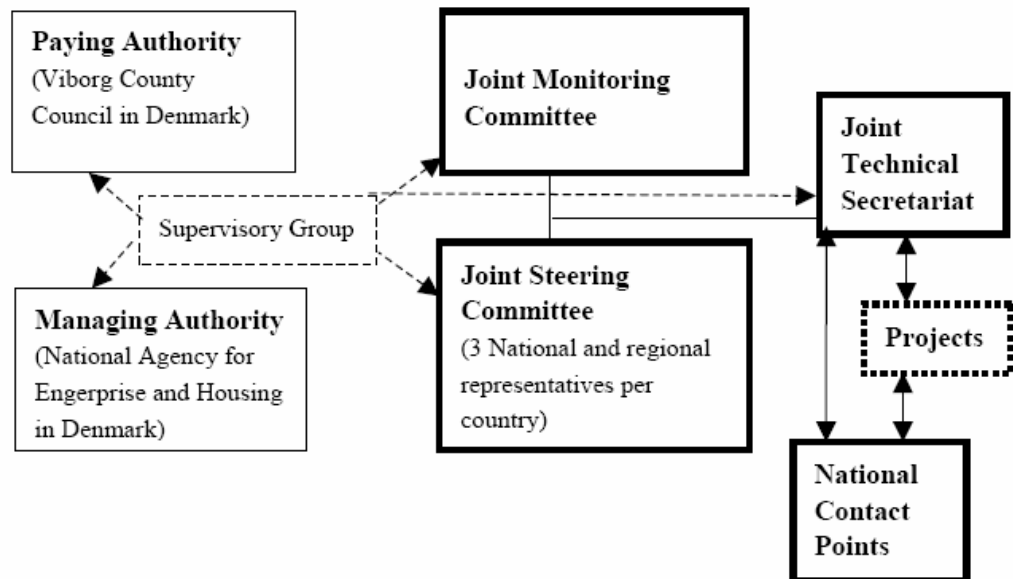 Paying Authority
(Viborg County
Council in Denmark)
Joint Monitoring
Committee
Joint
Technical
Secretariat
Supervisory Group
Managing Authority
(National Agency for
Engerprise and Housing
in Denmark)
Joint Steering
Committee
(3 National and regional
representatives per
country)
Projects
National
Contact
Points